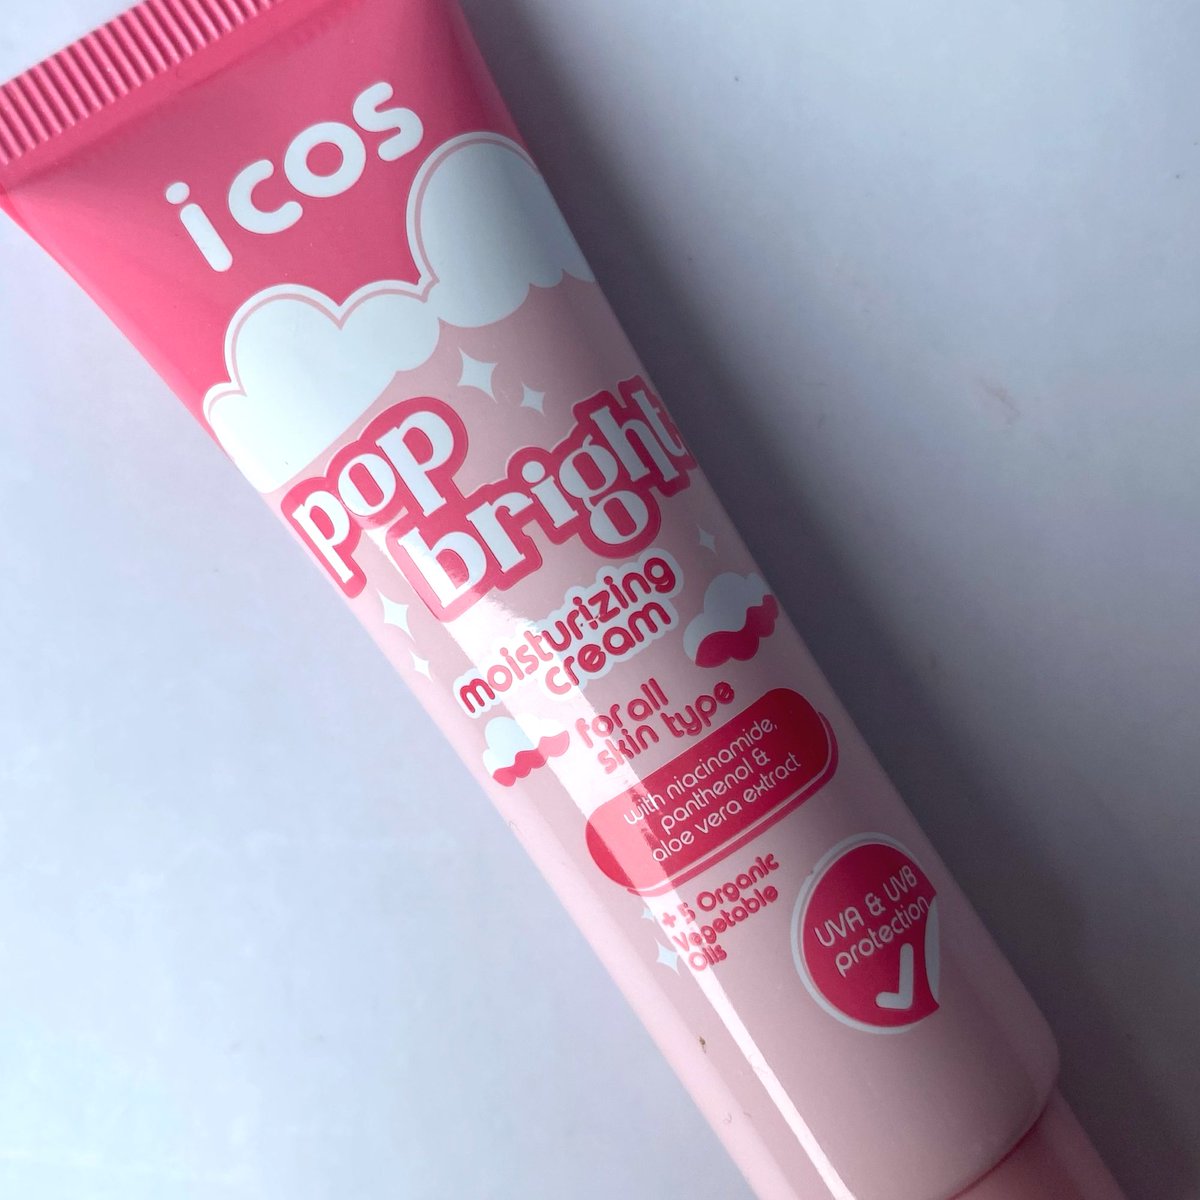 icos
pop
bright
moisturizing
cream
for all
skin type
with niacinamide,
panthenol &
aloe vera extract
+ 5 Organic
Vegetable
Oils
UVA & UVB
protection